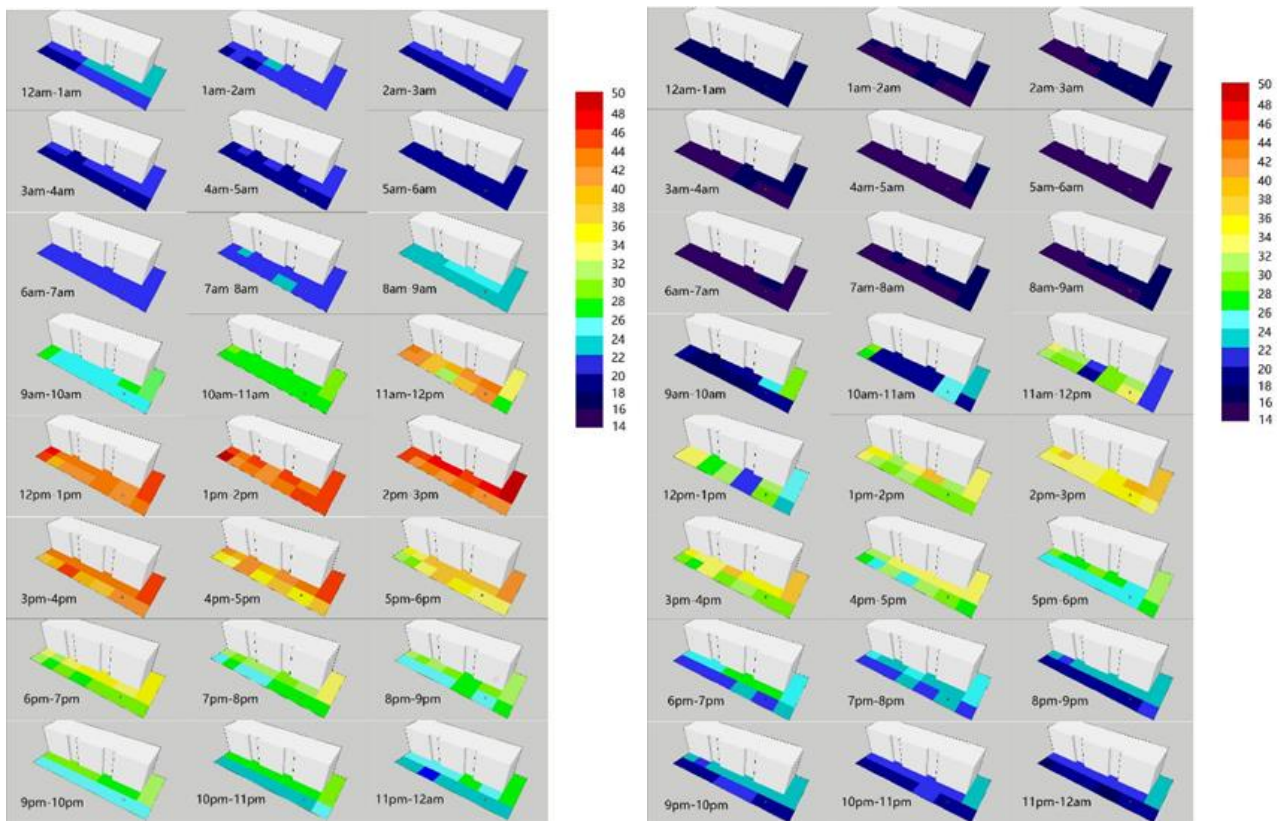 12am-1am 1am-2am 2am-3am
3am-4am 4am-5am 5am-6am
6am-7am 7am-8am 8am-9am
9am-10am 10am-11am 11am-12pm
12pm-1pm 1pm-2pm 2pm-3pm
3pm-4pm 4pm-5pm 5pm-6pm
6pm-7pm 7pm-8pm 8pm-9pm
9pm-10pm 10pm-11pm 11pm-12am
50
48
46
44
42
40
38
36
34
32
30
28
26
24
22
20
18
16
14
12am-1am 1am-2am 2am-3am
3am-4am 4am-5am 5am-6am
6am-7am 7am-8am 8am-9am
9am-10am 10am-11am 11am-12pm
12pm-1pm 1pm-2pm 2pm-3pm
3pm-4pm 4pm-5pm 5pm-6pm
6pm-7pm 7pm-8pm 8pm-9pm
9pm-10pm 10pm-11pm 11pm-12am
50
48
46
44
42
40
38
36
34
32
30
28
26
24
22
20
18
16
14